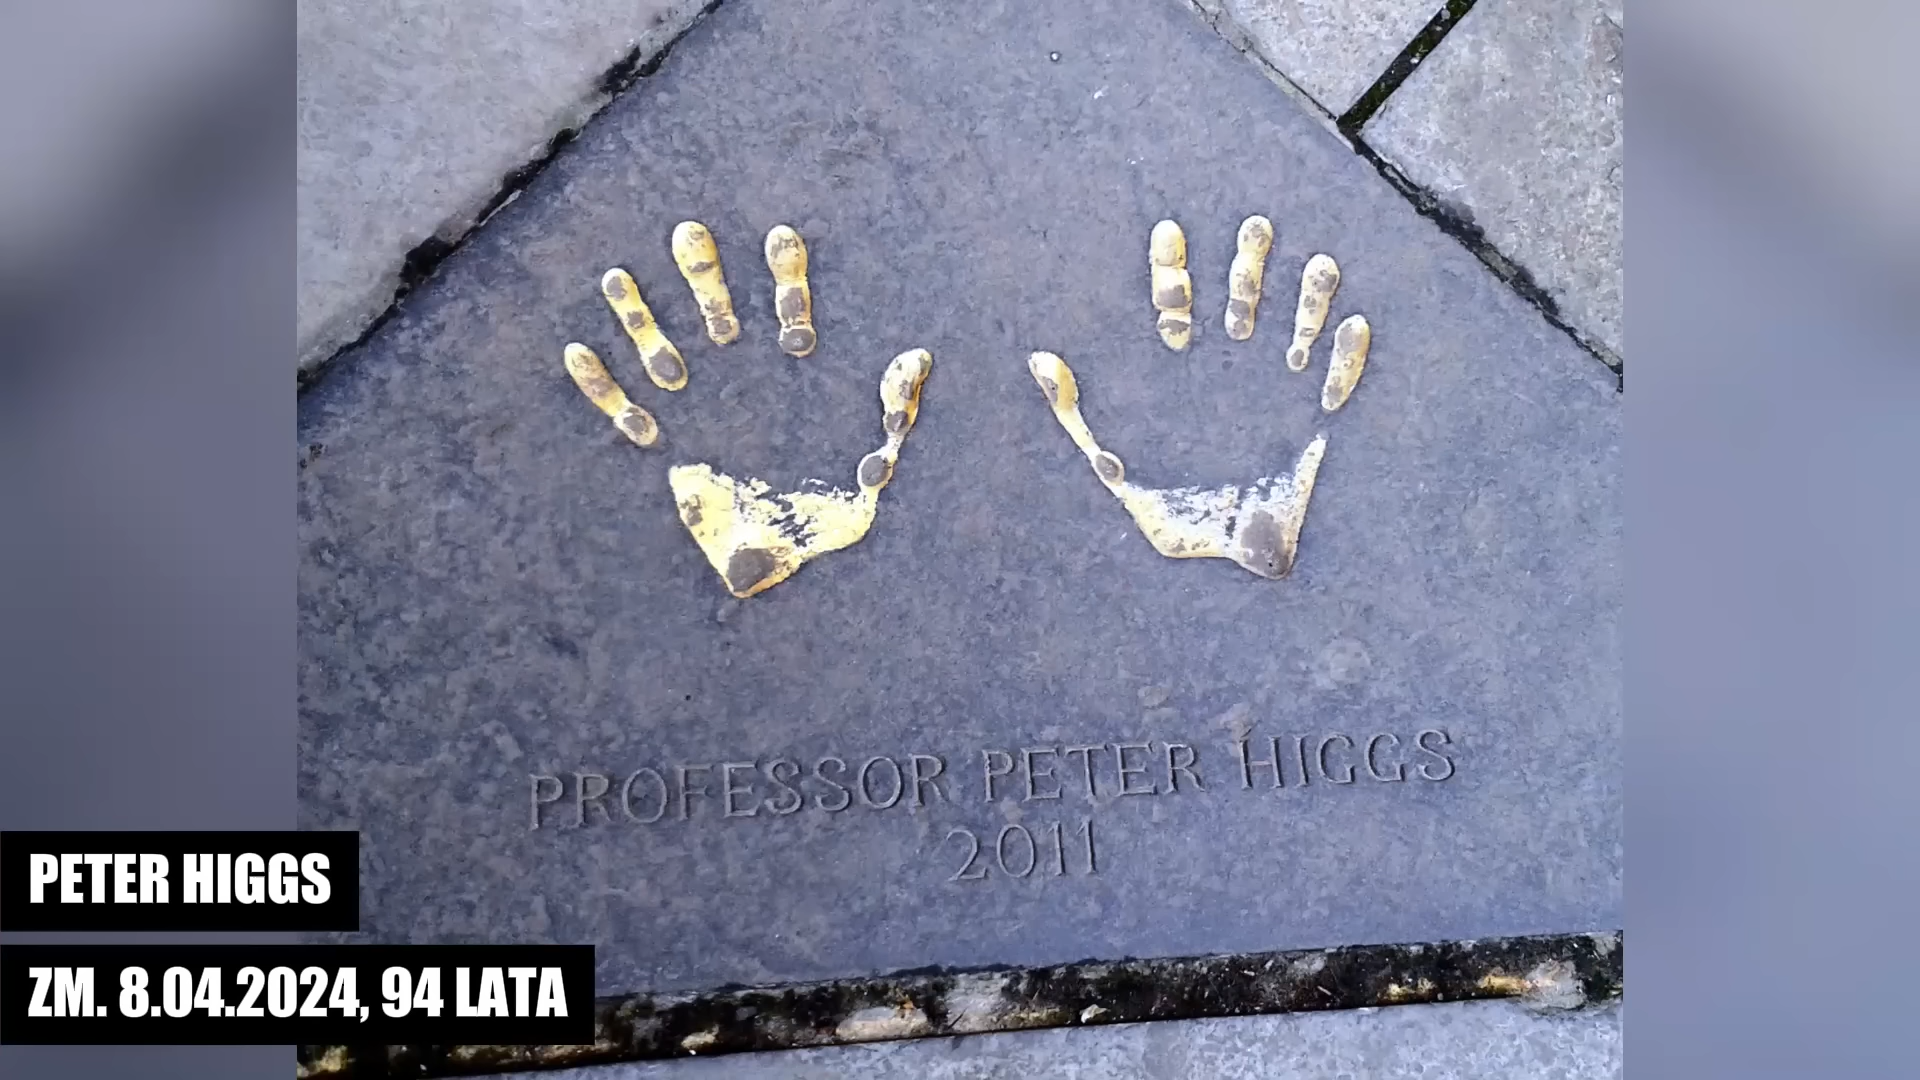 PROFESSOR PETER HIGGS
2011
PETER HIGGS
ZM. 8.04.2024, 94 LATA